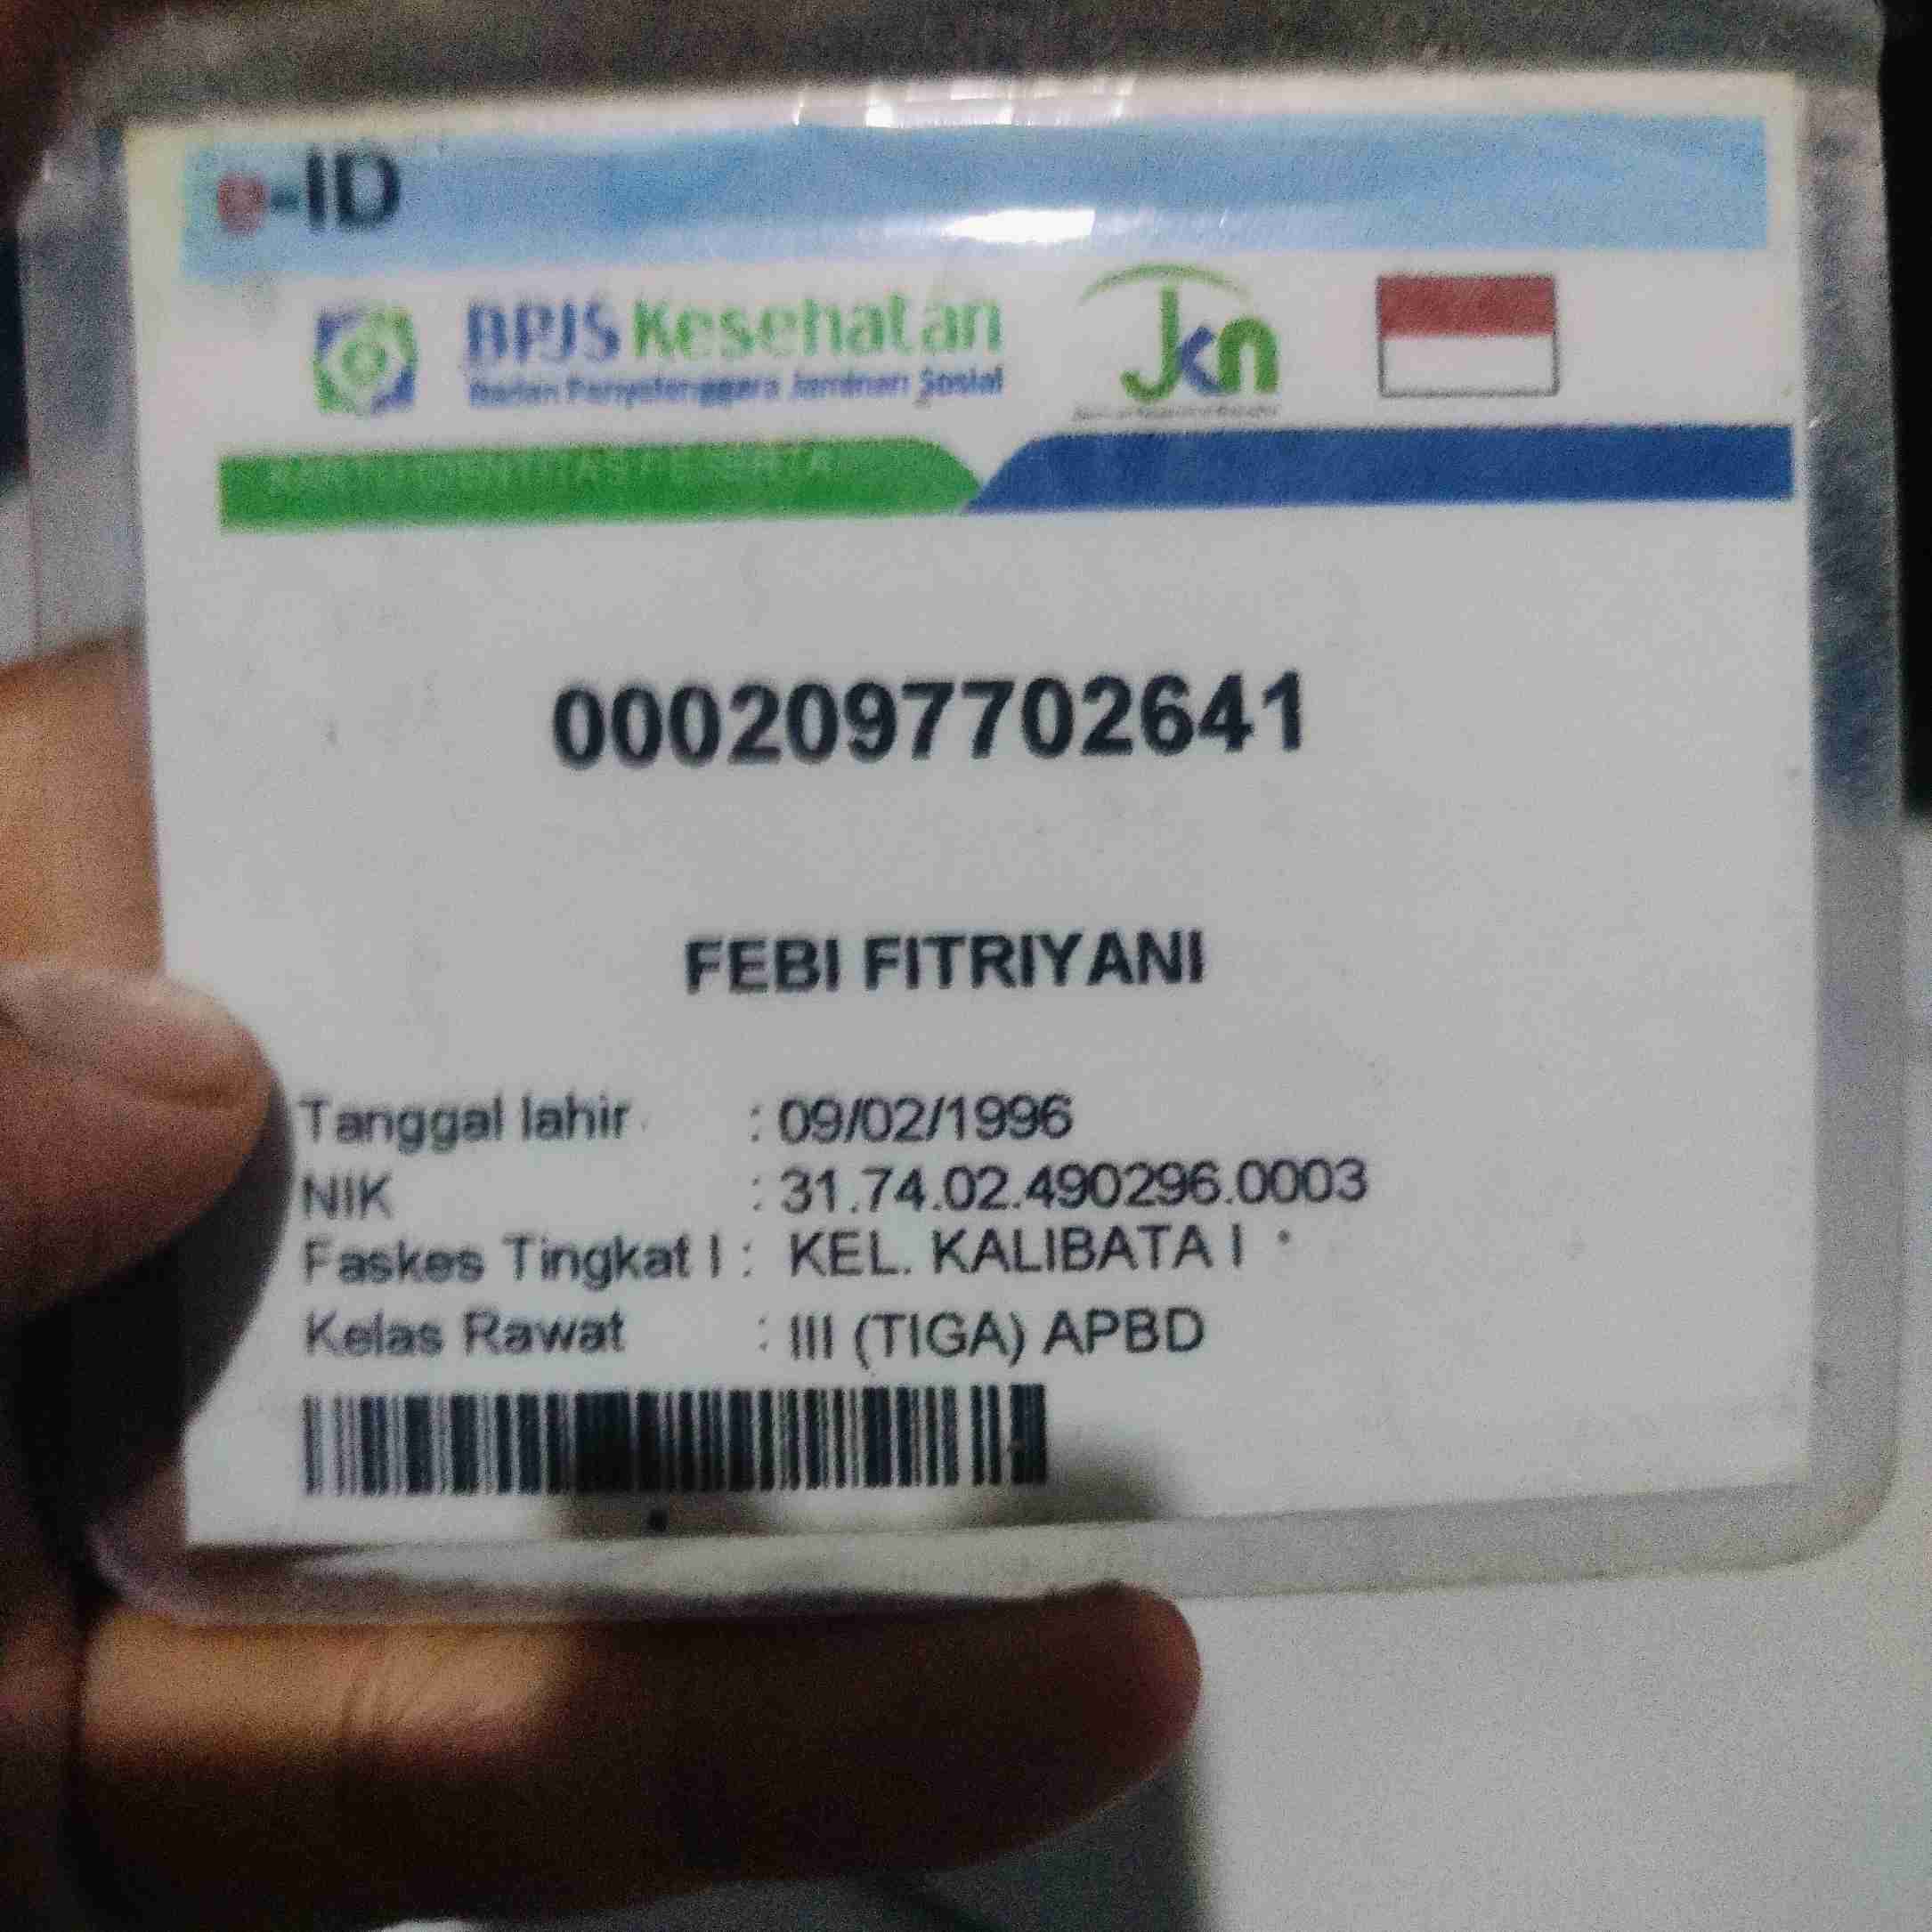 e-ID
BPJS Kesehatan
Badan Penyelenggara Jaminan Sosial
jkn
0002097702641
FEBI FITRIYANI
Tanggal lahir : 09/02/1996
NIK : 31.74.02.490296.0003
Faskes Tingkat I : KEL. KALIBATA I
Kelas Rawat : III (TIGA) APBD